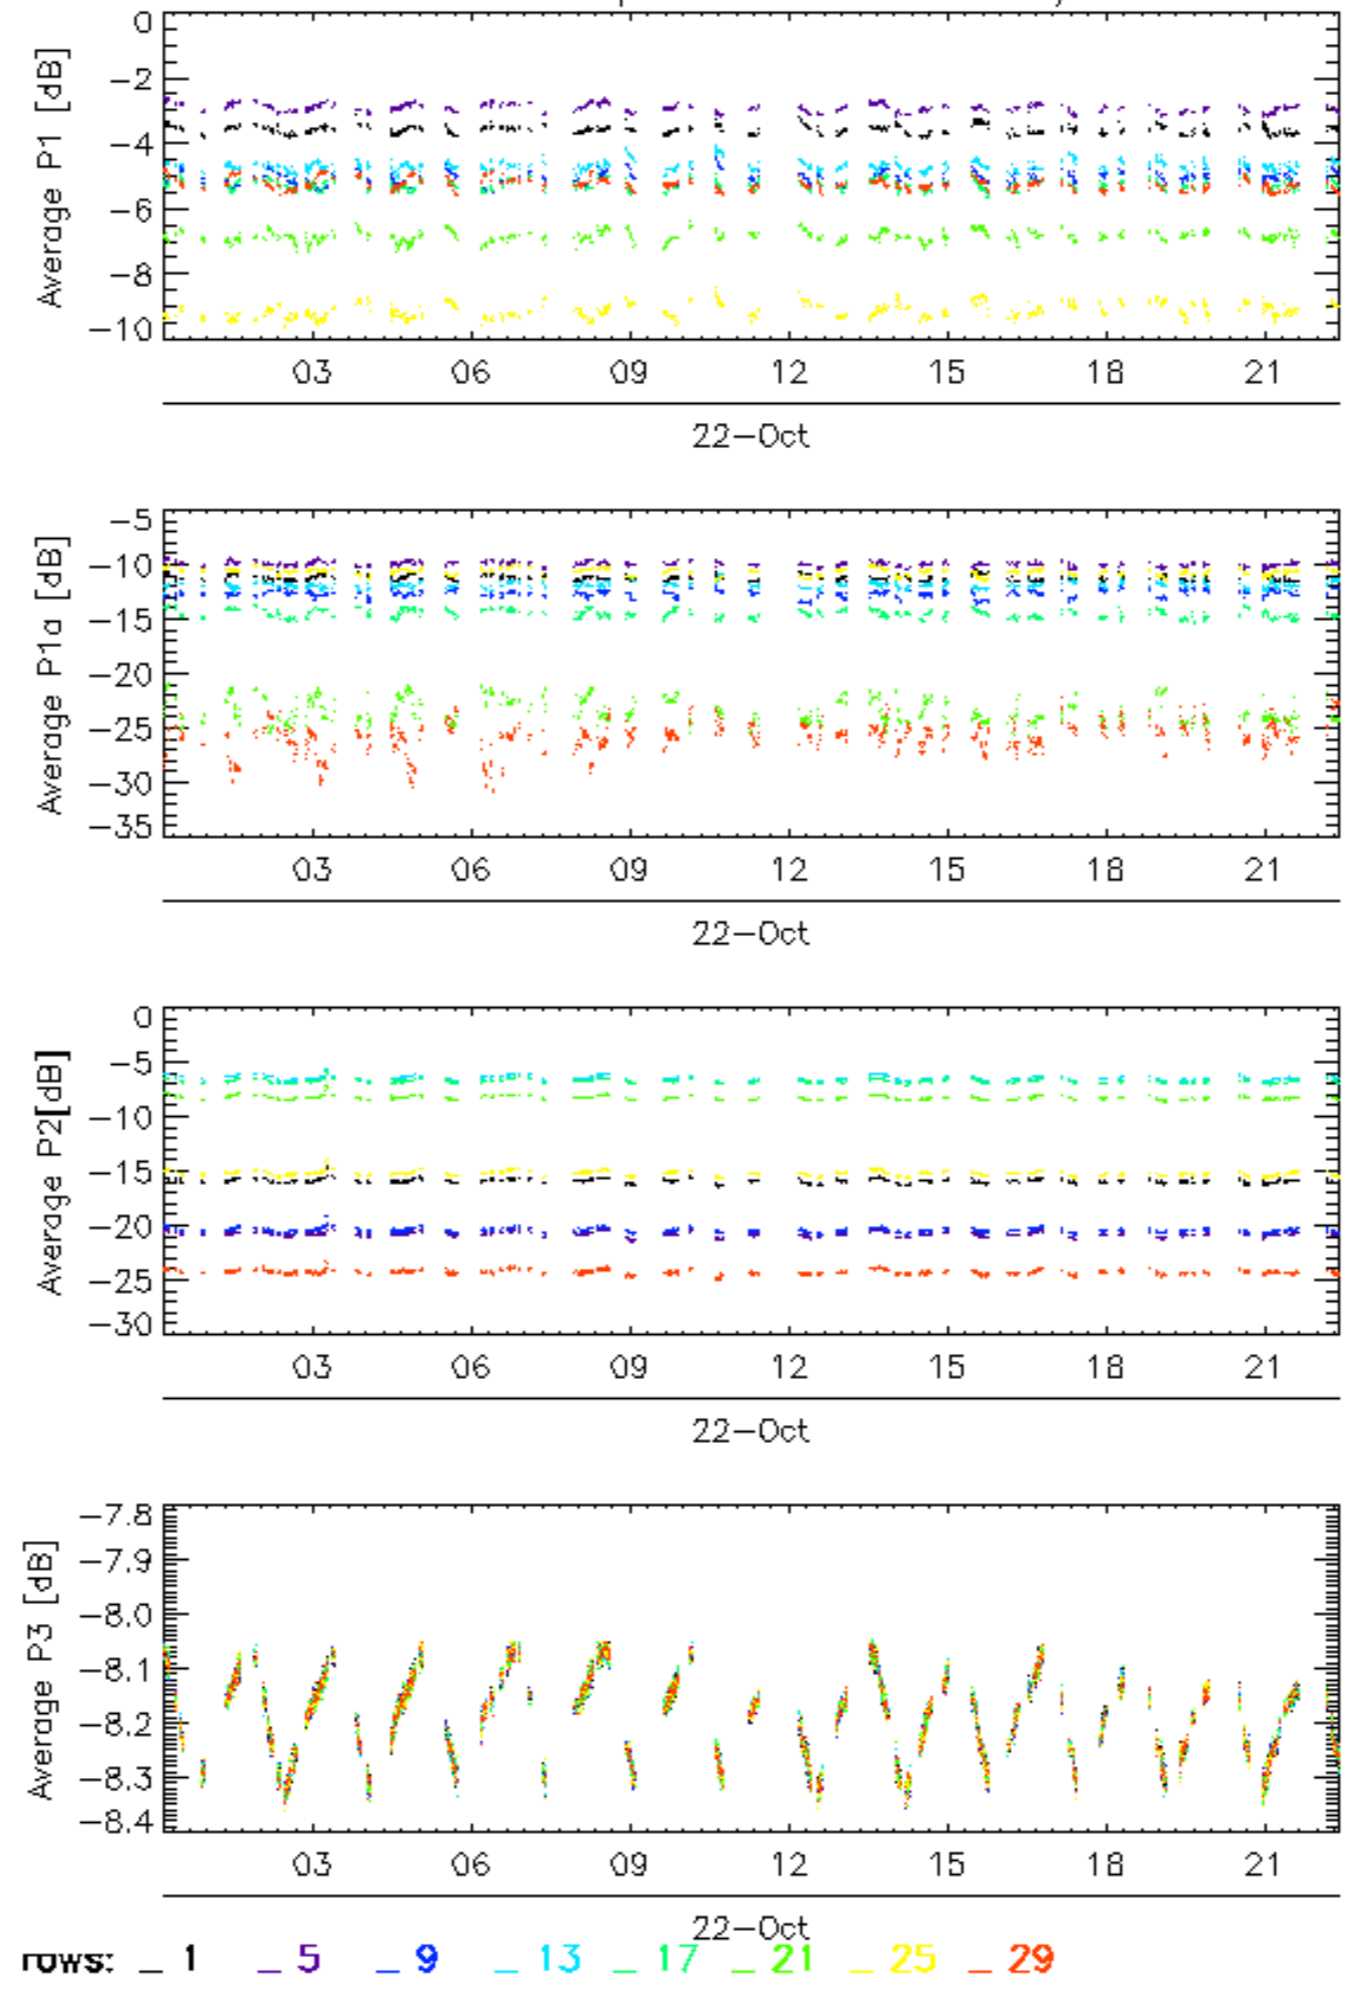 Average P1 [dB]
0
−2
−4
−6
−8
−10
03 06 09 12 15 18 21
22−Oct
Average P1a [dB]
−5
−10
−15
−20
−25
−30
−35
03 06 09 12 15 18 21
22−Oct
Average P2[dB]
0
−5
−10
−15
−20
−25
−30
03 06 09 12 15 18 21
22−Oct
Average P3 [dB]
−7.8
−7.9
−8.0
−8.1
−8.2
−8.3
−8.4
03 06 09 12 15 18 21
22−Oct
rows: _ 1 _ 5 _ 9 _ 13 _ 17 _ 21 _ 25 _ 29